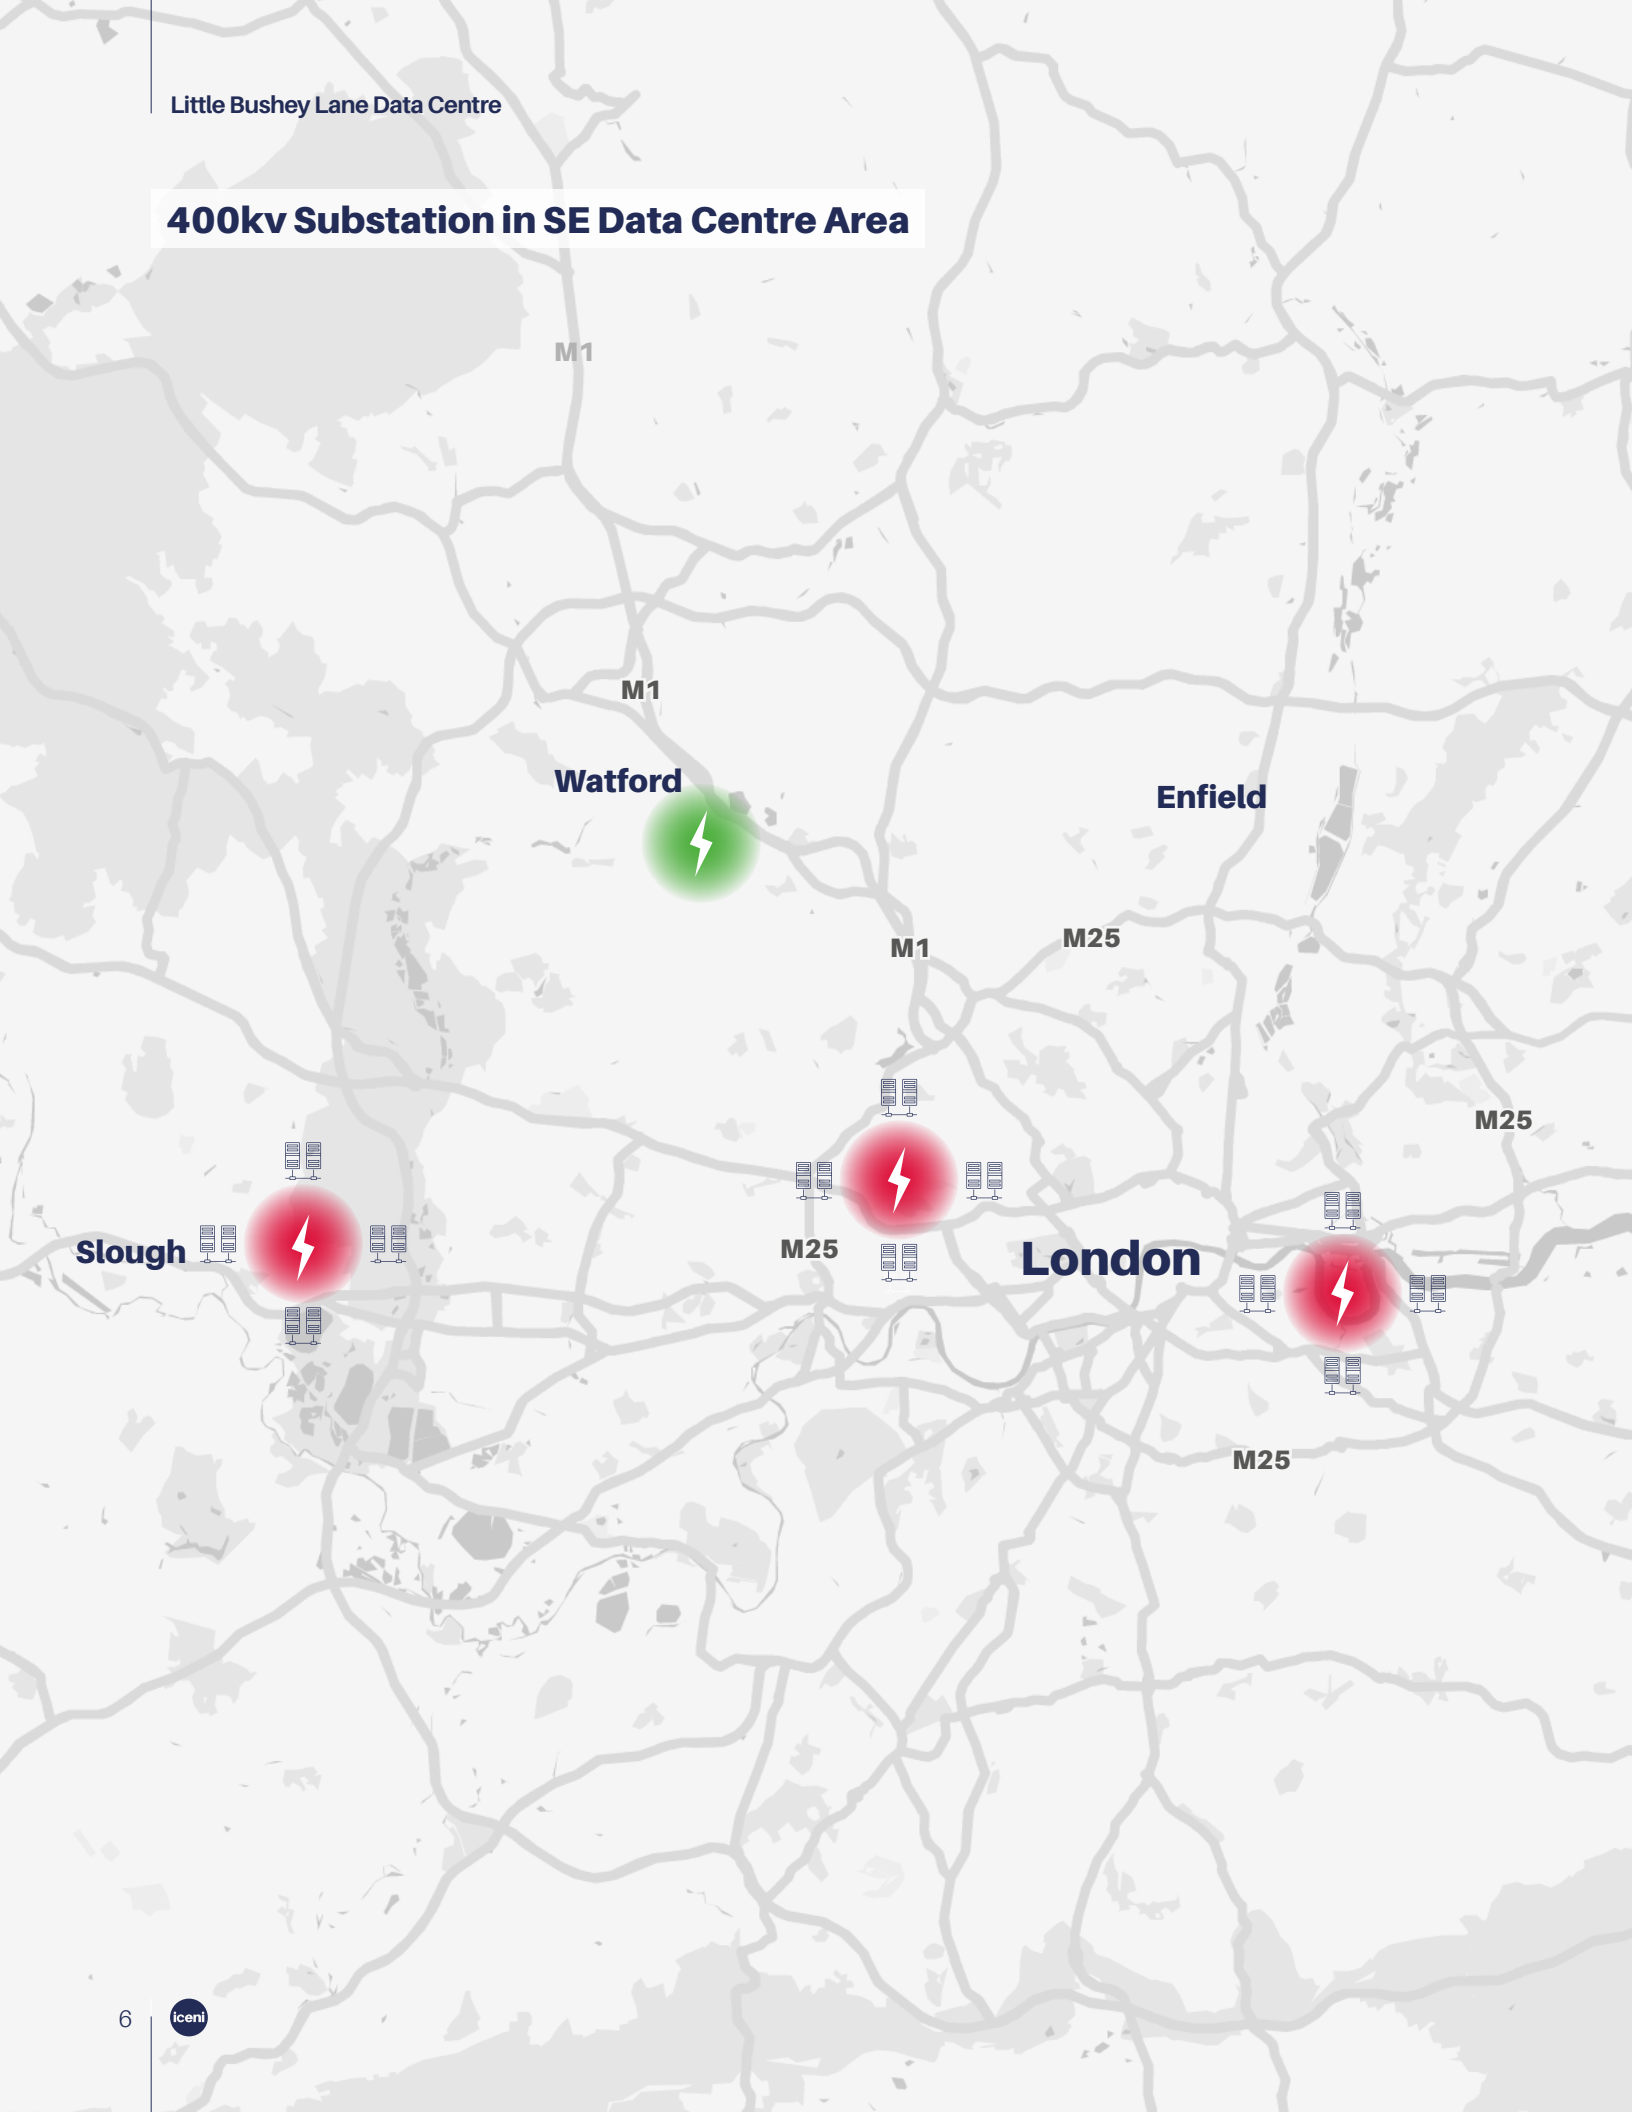 Little Bushey Lane Data Centre
400kv Substation in SE Data Centre Area
M1
M1
Watford
Enfield
M1
M25
M25
Slough
M25
London
M25
6
iceni